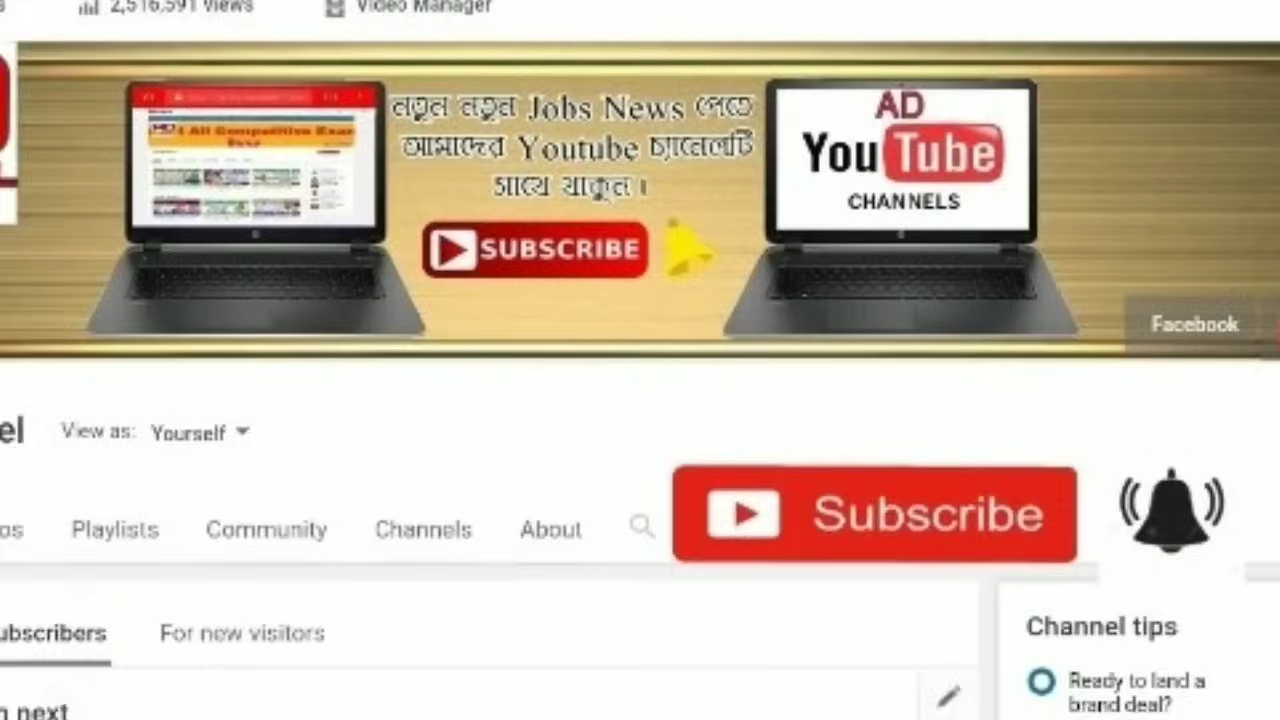 2,516,591 views
Video Manager
নতুন নতুন Jobs News পেতে
আমাদের Youtube চ্যানেলটি
সাথে থাকুন।
SUBSCRIBE
AD
YouTube
CHANNELS
Facebook
el
View as: Yourself
os
Playlists
Community
Channels
About
Subscribe
ubscribers
For new visitors
Channel tips
Ready to land a
brand deal?
next